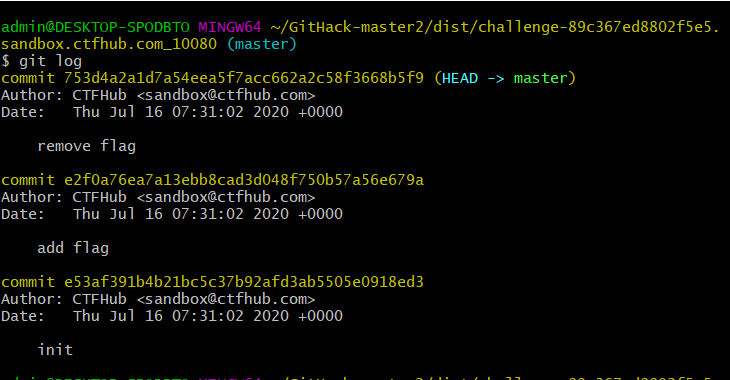 admin@DESKTOP-SPODBTO MINGW64 ~/GitHack-master2/dist/challenge-89c367ed8802f5e5.
sandbox.ctfhub.com_10080 (master)
$ git log
commit 753d4a2a1d7a54eea5f7acc662a2c58f3668b5f9 (HEAD -> master)
Author: CTFHub <sandbox@ctfhub.com>
Date:   Thu Jul 16 07:31:02 2020 +0000
    remove flag
commit e2f0a76ea7a13ebb8cad3d048f750b57a56e679a
Author: CTFHub <sandbox@ctfhub.com>
Date:   Thu Jul 16 07:31:02 2020 +0000
    add flag
commit e53af391b4b21bc5c37b92afd3ab5505e0918ed3
Author: CTFHub <sandbox@ctfhub.com>
Date:   Thu Jul 16 07:31:02 2020 +0000
    init